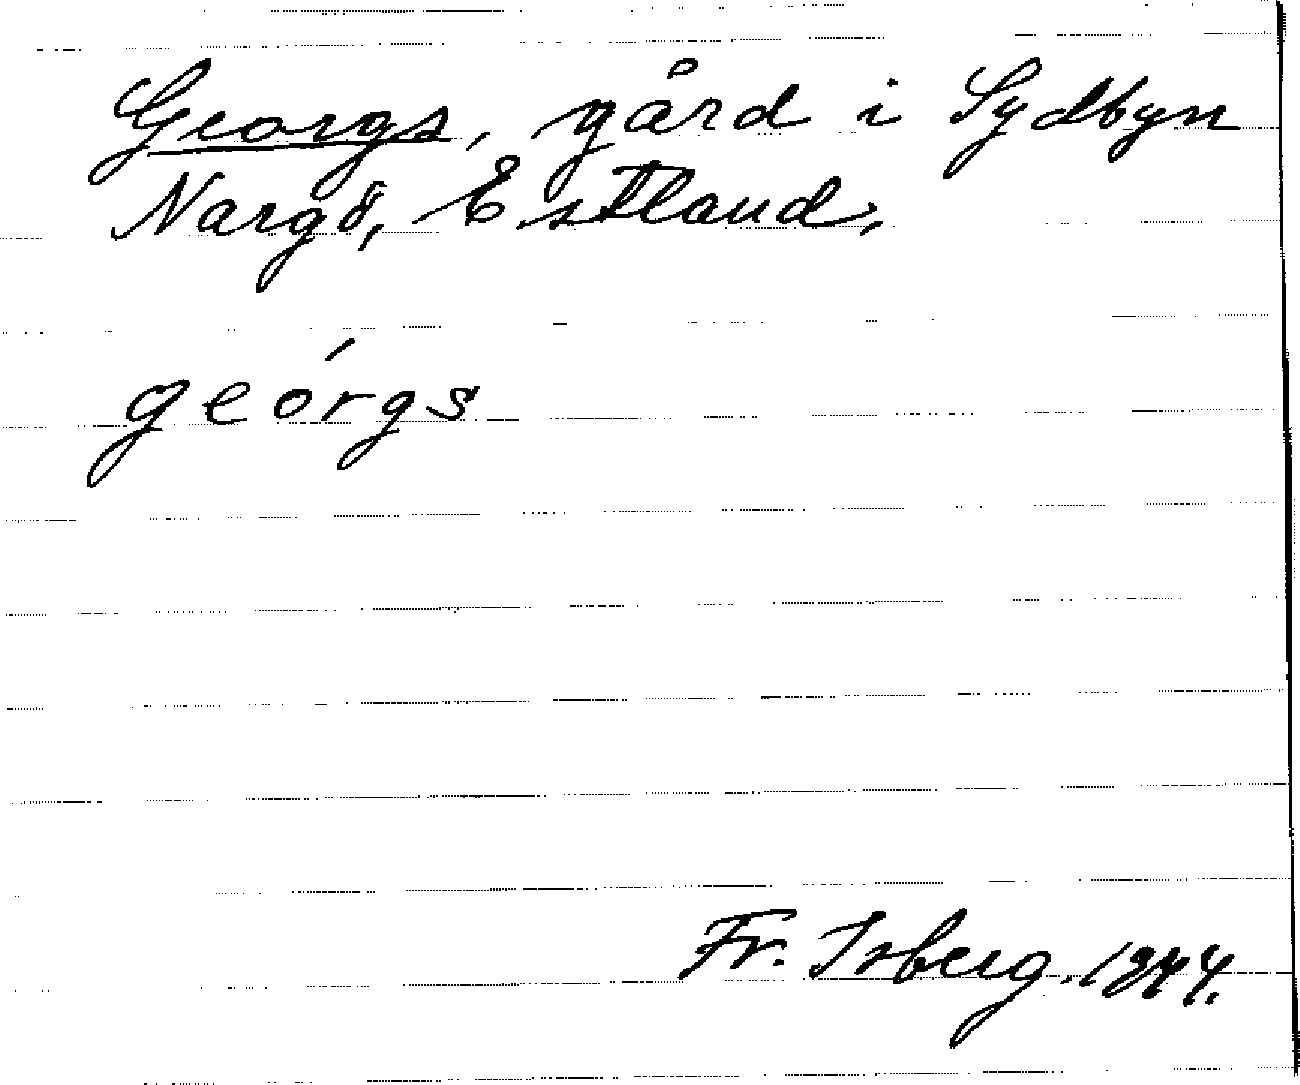 Georgs, gård i Sydbyn
Nargö, Estland.
geórgs
Fr. Isberg. 1944.